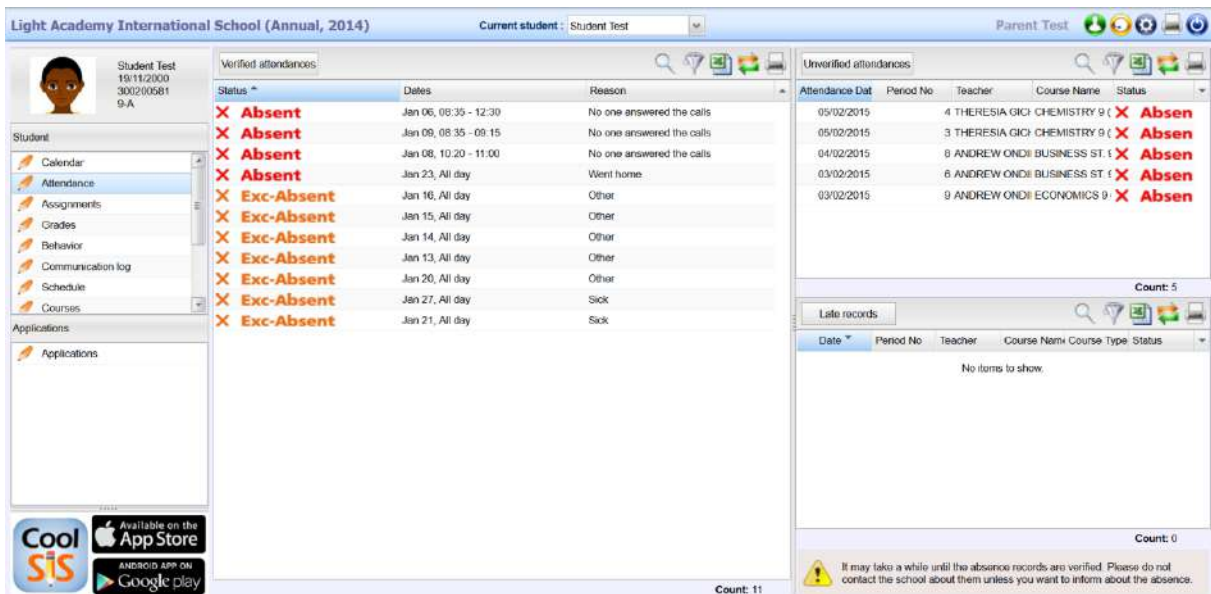 Light Academy International School (Annual, 2014)
Current student : Student Test
Parent Test
Student Test
19/11/2000
300200581
9-A
Student
Calendar
Attendance
Assignments
Grades
Behavior
Communication log
Schedule
Courses
Applications
Applications
Cool
SIS
Available on the
App Store
ANDROID APP ON
Google play
Verified attendances
Status Dates Reason
Absent Jan 06, 08:35 - 12:30 No one answered the calls
Absent Jan 09, 08:35 - 09:15 No one answered the calls
Absent Jan 08, 10:20 - 11:00 No one answered the calls
Absent Jan 23, All day Went home
Exc-Absent Jan 16, All day Other
Exc-Absent Jan 15, All day Other
Exc-Absent Jan 14, All day Other
Exc-Absent Jan 13, All day Other
Exc-Absent Jan 20, All day Other
Exc-Absent Jan 27, All day Sick
Exc-Absent Jan 21, All day Sick
Count: 11
Unverified attendances
Attendance Dat Period No Teacher Course Name Status
05/02/2015 4 THERESIA GICH CHEMISTRY 9 ( Absen
05/02/2015 3 THERESIA GICH CHEMISTRY 9 ( Absen
04/02/2015 8 ANDREW ONDI BUSINESS ST. Absen
03/02/2015 6 ANDREW ONDI BUSINESS ST. Absen
03/02/2015 9 ANDREW ONDI ECONOMICS 9 Absen
Count: 5
Late records
Date Period No Teacher Course Name Course Type Status
No items to show.
Count: 0
It may take a while until the absence records are verified. Please do not
contact the school about them unless you want to inform about the absence.